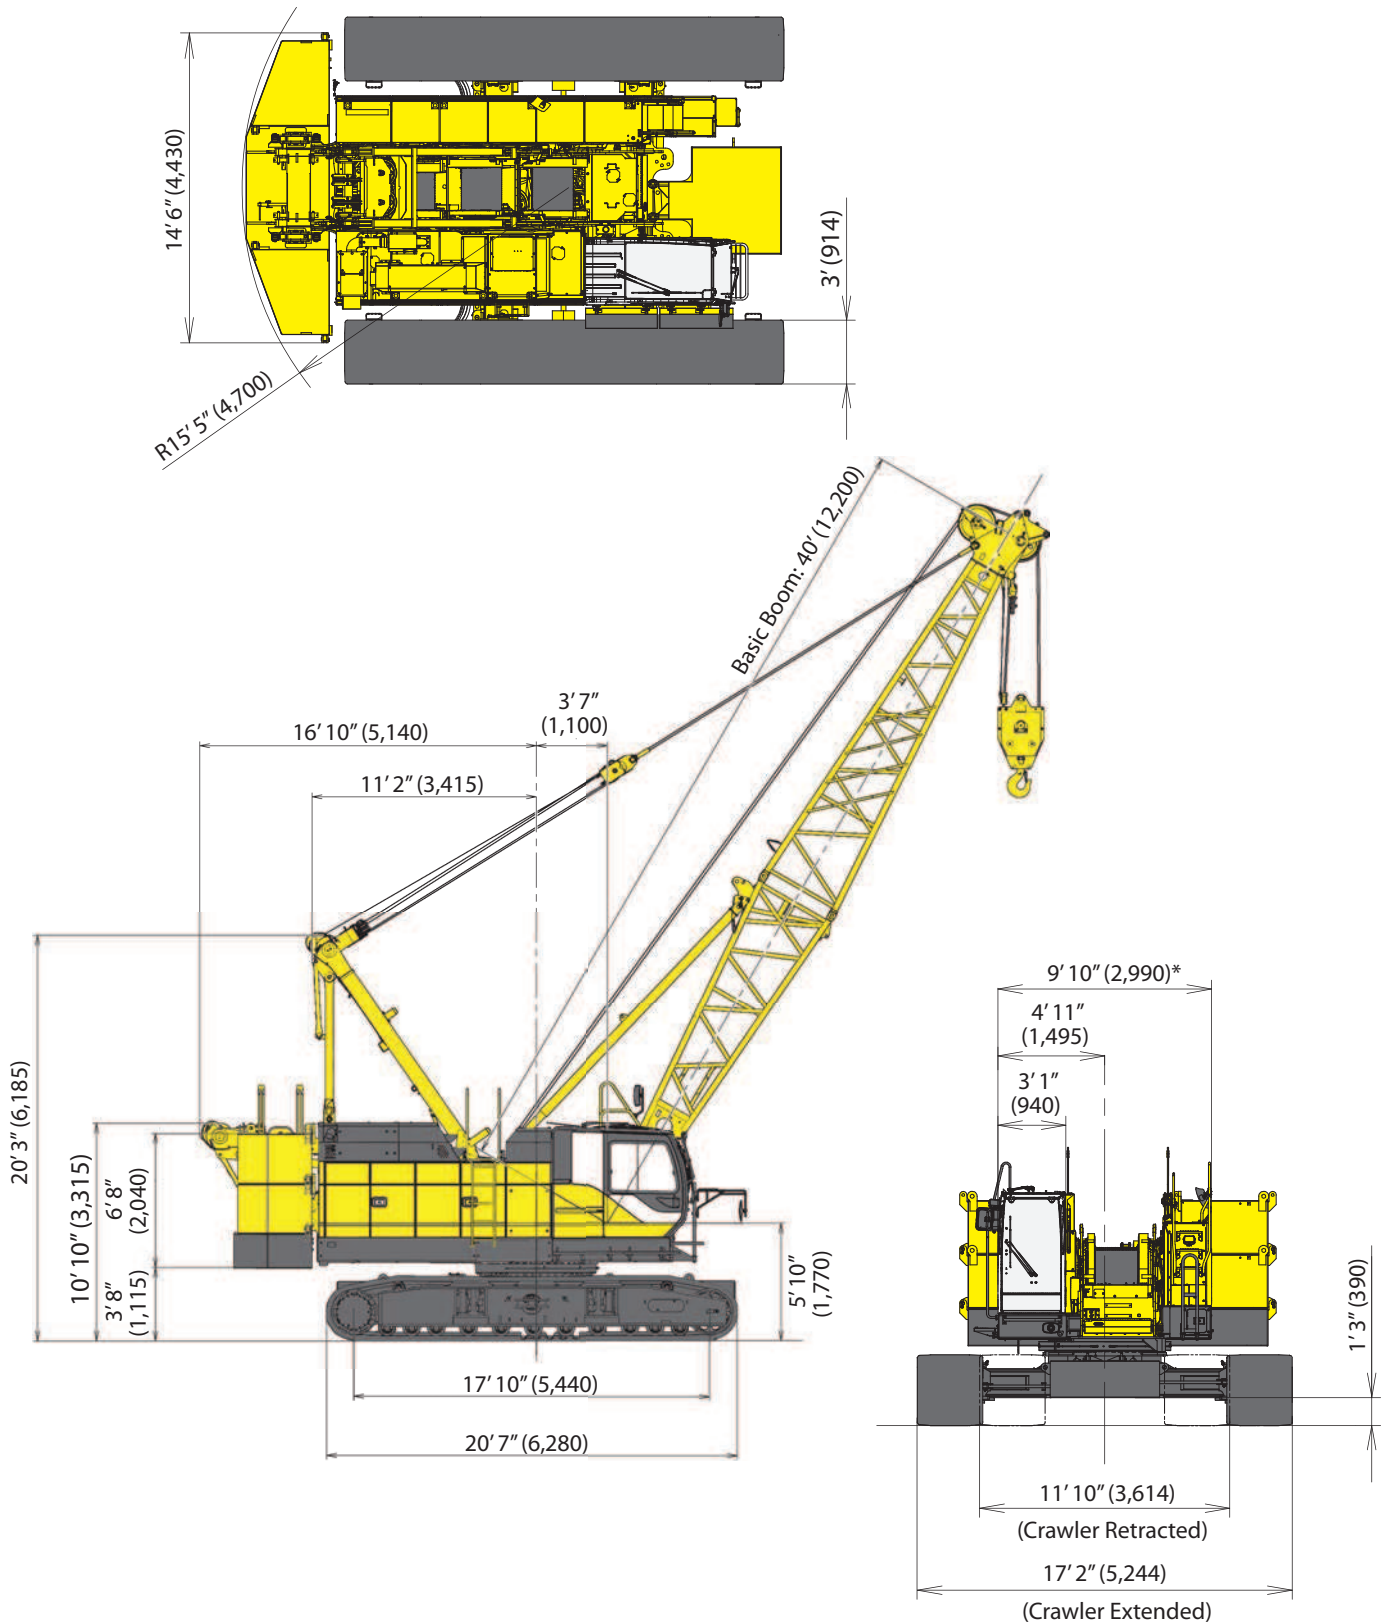 14′ 6″ (4,430)
3′ (914)
R15′ 5″ (4,700)
Basic Boom: 40′ (12,200)
3′ 7″
(1,100)
16′ 10″ (5,140)
11′ 2″ (3,415)
20′ 3″ (6,185)
10′ 10″ (3,315)
6′ 8″
(2,040)
3′ 8″
(1,115)
5′ 10″
(1,770)
17′ 10″ (5,440)
20′ 7″ (6,280)
9′ 10″ (2,990)*
4′ 11″
(1,495)
3′ 1″
(940)
1′ 3″ (390)
11′ 10″ (3,614)
(Crawler Retracted)
17′ 2″ (5,244)
(Crawler Extended)